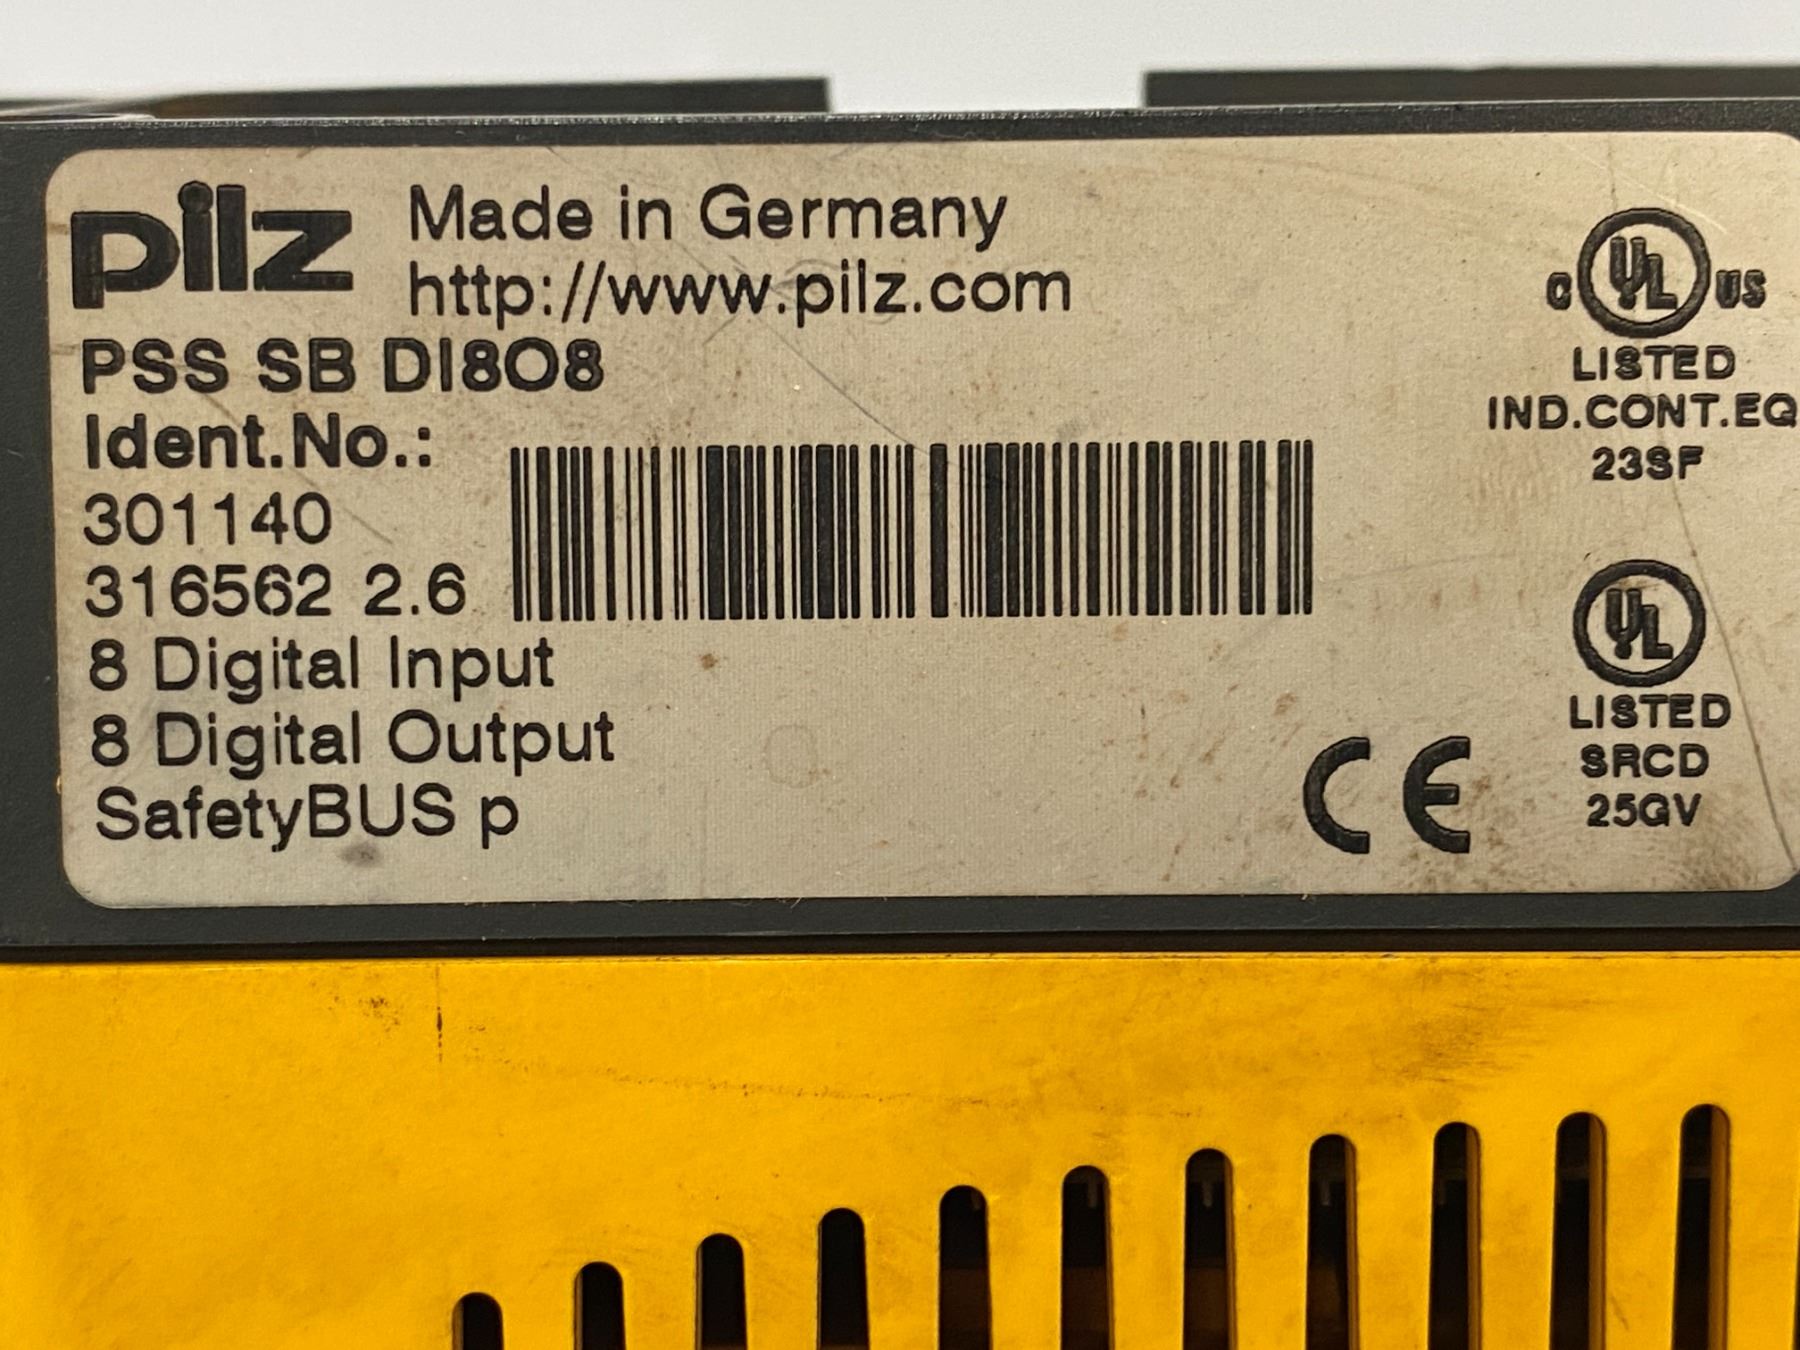 pilz Made in Germany
http://www.pilz.com
PSS SB DI8O8
Ident.No.:
301140
316562 2.6
8 Digital Input
8 Digital Output
SafetyBUS p
C UL US
LISTED
IND.CONT.EQ
23SF
UL
LISTED
SRCD
25GV
CE